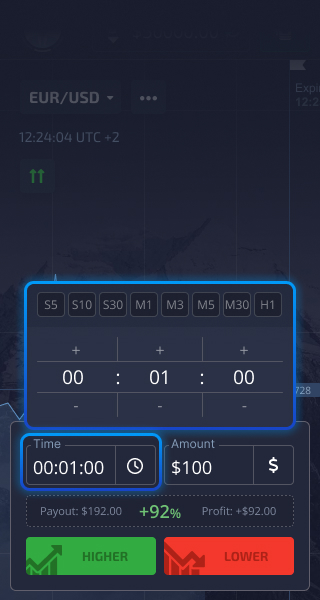 EUR/USD
12:24:04 UTC +2
S5 S10 S30 M1 M3 M5 M30 H1
+ + +
00 : 01 : 00
- - -
728
Time
00:01:00
Amount
$100 $
Payout: $192.00 +92% Profit: +$92.00
HIGHER
LOWER